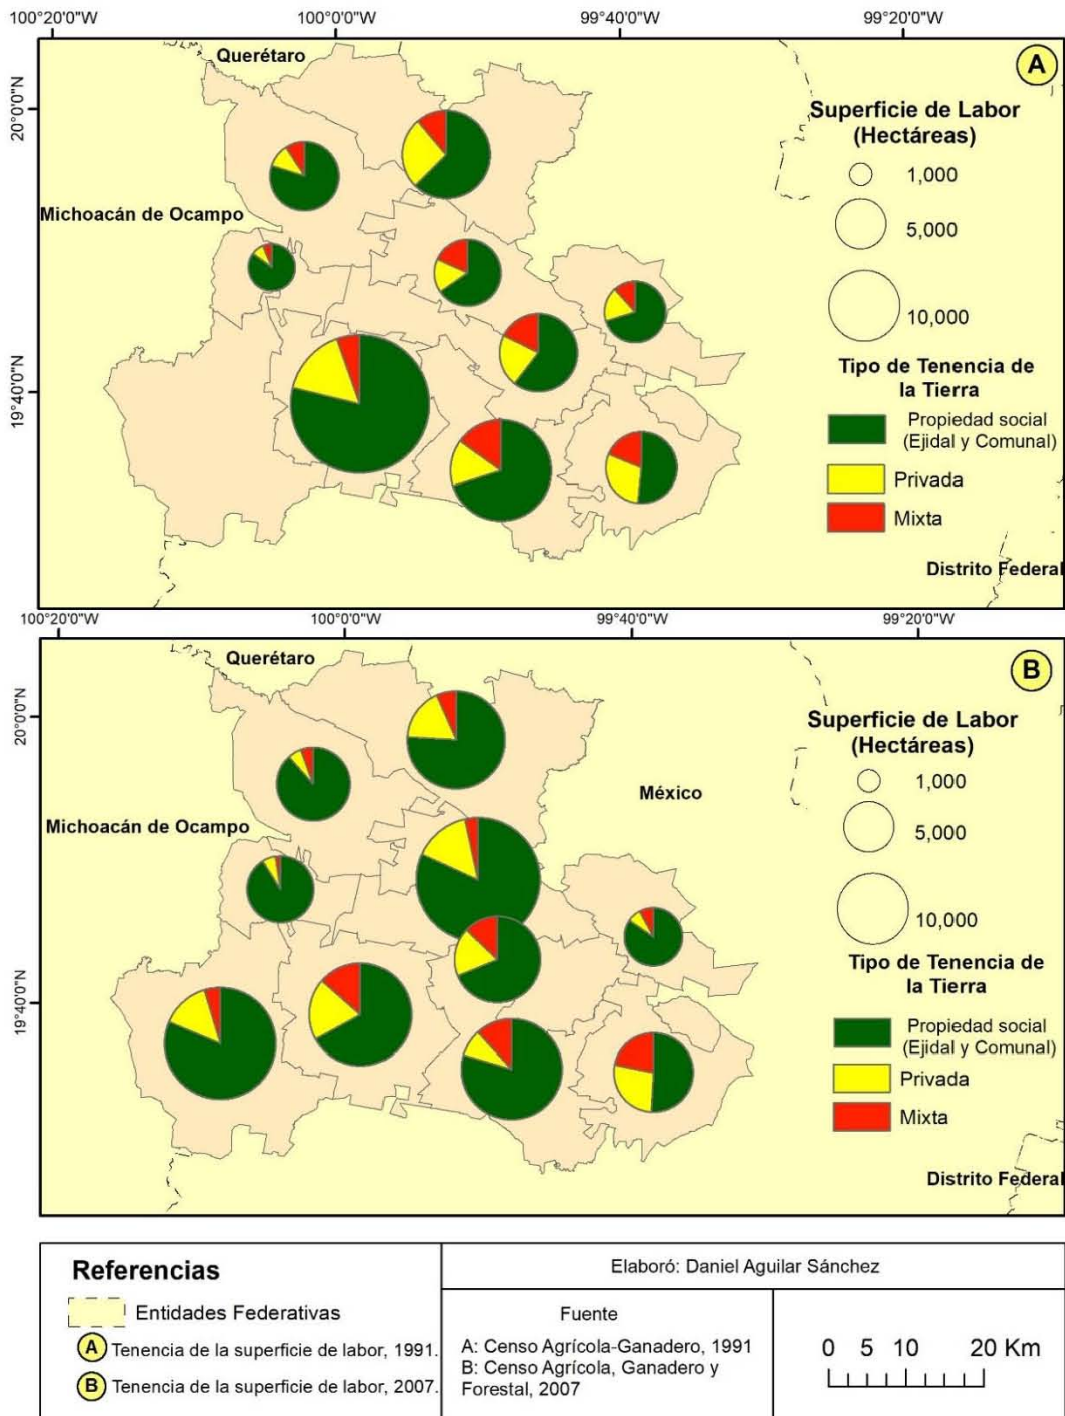 100°20'0"W 100°0'0"W 99°40'0"W 99°20'0"W
Querétaro
A
20°0'0"N
Superficie de Labor
(Hectáreas)
1,000
Michoacán de Ocampo
5,000
10,000
19°40'0"N
Tipo de Tenencia de
la Tierra
Propiedad social
(Ejidal y Comunal)
Privada
Mixta
Distrito Federal
100°20'0"W 100°0'0"W 99°40'0"W 99°20'0"W
Querétaro
B
20°0'0"N
Superficie de Labor
(Hectáreas)
1,000
México
Michoacán de Ocampo
5,000
10,000
Tipo de Tenencia de
la Tierra
19°40'0"N
Propiedad social
(Ejidal y Comunal)
Privada
Mixta
Distrito Federal
Referencias
Entidades Federativas
A Tenencia de la superficie de labor, 1991.
B Tenencia de la superficie de labor, 2007.
Elaboró: Daniel Aguilar Sánchez
Fuente
A: Censo Agrícola-Ganadero, 1991
B: Censo Agrícola, Ganadero y
Forestal, 2007
0 5 10 20 Km